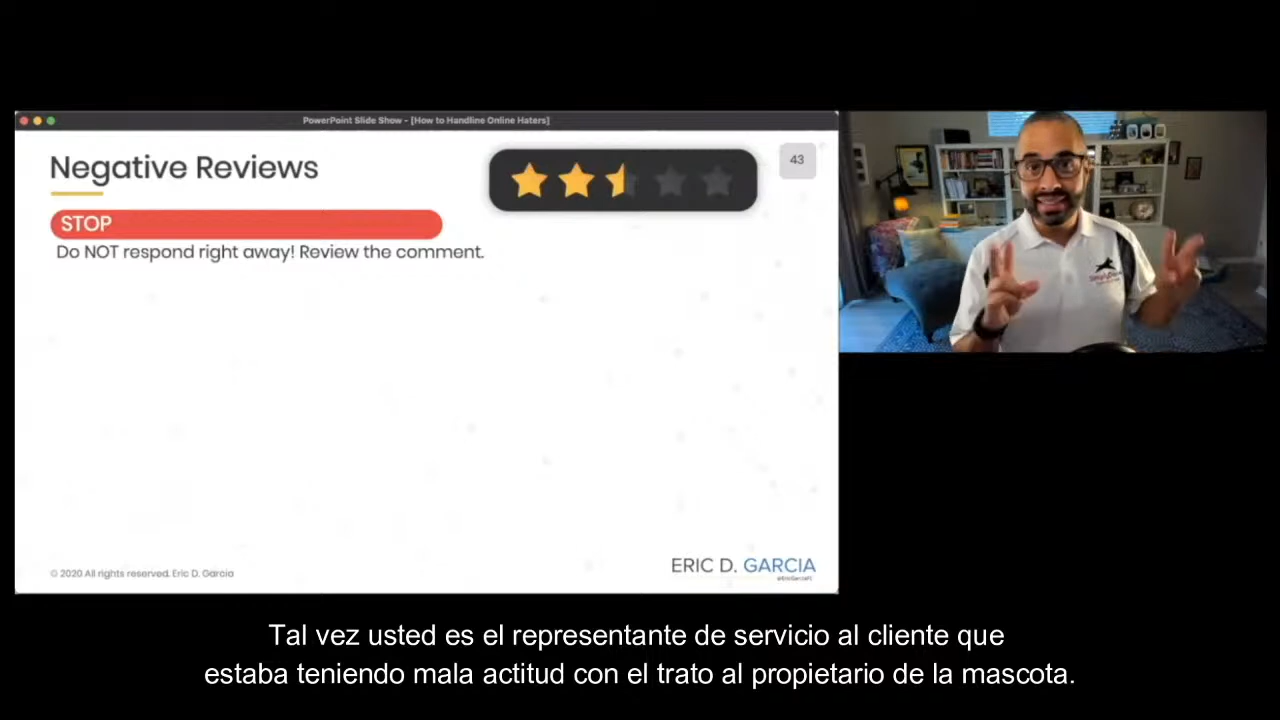 PowerPoint Slide Show - [How to Handline Online Haters]
Negative Reviews
43
STOP
Do NOT respond right away! Review the comment.
© 2020 All rights reserved. Eric D. Garcia
ERIC D. GARCIA
Tal vez usted es el representante de servicio al cliente que
estaba teniendo mala actitud con el trato al propietario de la mascota.